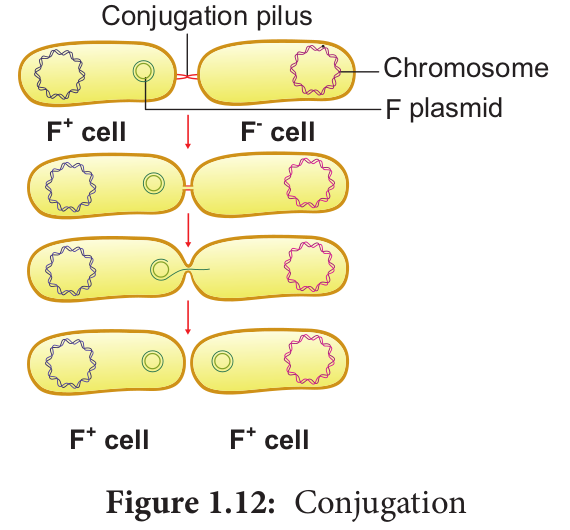 Conjugation pilus
Chromosome
F plasmid
F⁺ cell
F⁻ cell
F⁺ cell
F⁺ cell
Figure 1.12: Conjugation